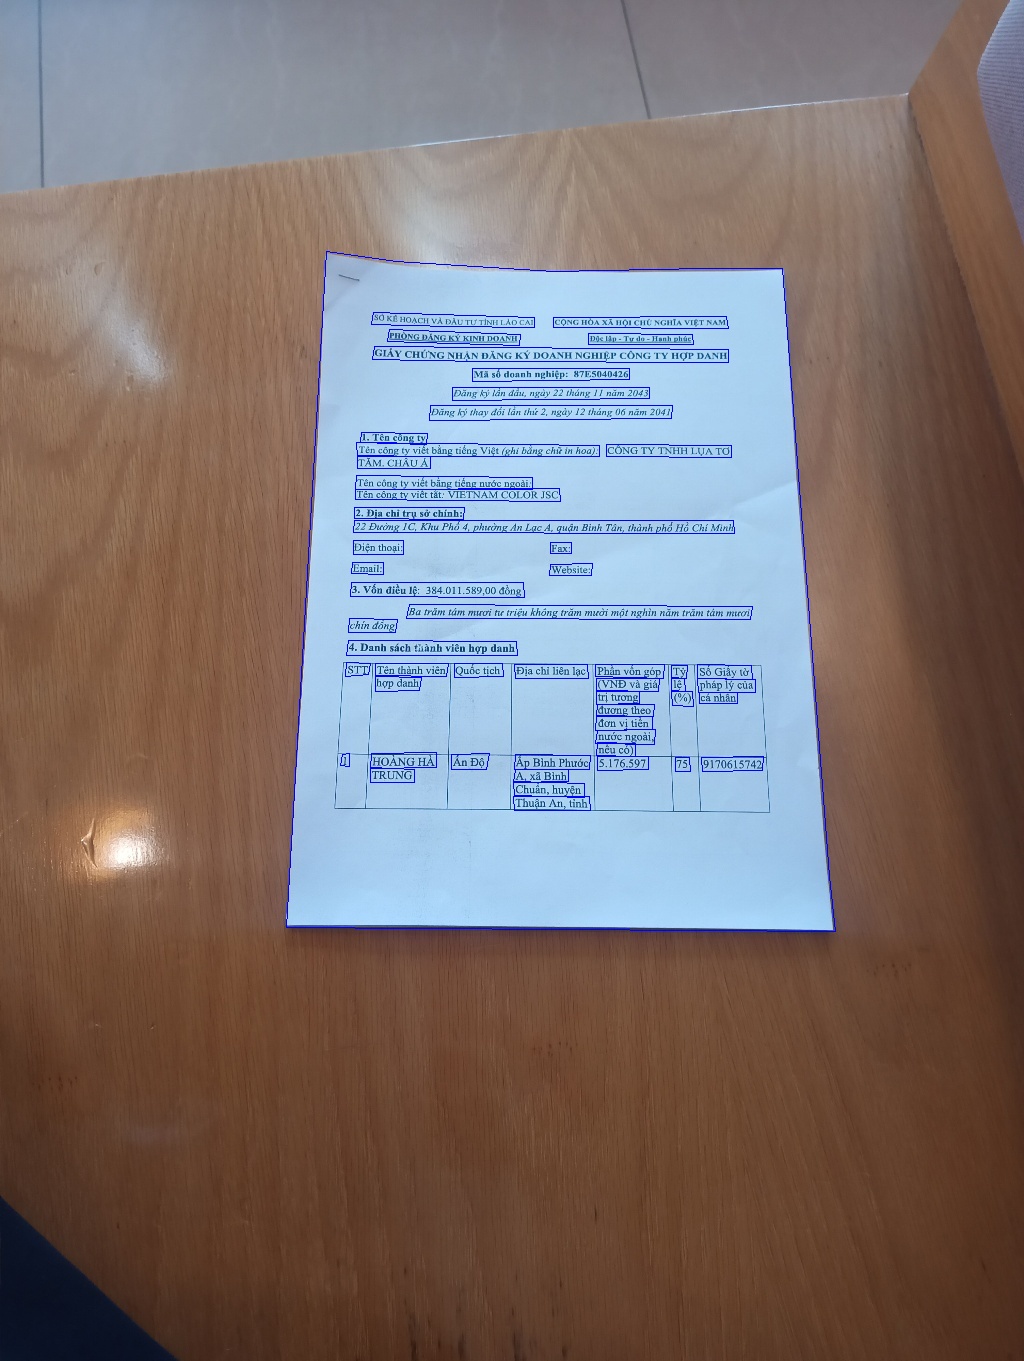 SỞ KẾ HOẠCH VÀ ĐẦU TƯ TỈNH LÀO CAI
CỘNG HÒA XÃ HỘI CHỦ NGHĨA VIỆT NAM
PHÒNG ĐĂNG KÝ KINH DOANH
Độc lập - Tự do - Hạnh phúc
GIẤY CHỨNG NHẬN ĐĂNG KÝ DOANH NGHIỆP CÔNG TY HỢP DANH
Mã số doanh nghiệp: 87E5040426
Đăng ký lần đầu, ngày 22 tháng 11 năm 2043
Đăng ký thay đổi lần thứ 2, ngày 12 tháng 06 năm 2041
1. Tên công ty
Tên công ty viết bằng tiếng Việt (ghi bằng chữ in hoa): CÔNG TY TNHH LỤA TƠ
TẰM. CHÂU Á
Tên công ty viết bằng tiếng nước ngoài:
Tên công ty viết tắt: VIETNAM COLOR JSC
2. Địa chỉ trụ sở chính:
22 Đường 1C, Khu Phố 4, phường An Lạc A, quận Bình Tân, thành phố Hồ Chí Minh
Điện thoại:
Fax:
Email:
Website:
3. Vốn điều lệ: 384.011.589,00 đồng
Ba trăm tám mươi tư triệu không trăm mười một nghìn năm trăm tám mươi
chín đồng
4. Danh sách thành viên hợp danh
STT
Tên thành viên
hợp danh
Quốc tịch
Địa chỉ liên lạc
Phần vốn góp
(VNĐ và giá
trị tương
đương theo
đơn vị tiền
nước ngoài,
nếu có)
Tỷ
lệ
(%)
Số Giấy tờ
pháp lý của
cá nhân
1
HOÀNG HÀ
TRUNG
Ấn Độ
Ấp Bình Phước
A, xã Bình
Chuẩn, huyện
Thuận An, tỉnh
5.176.597
75
9170615742